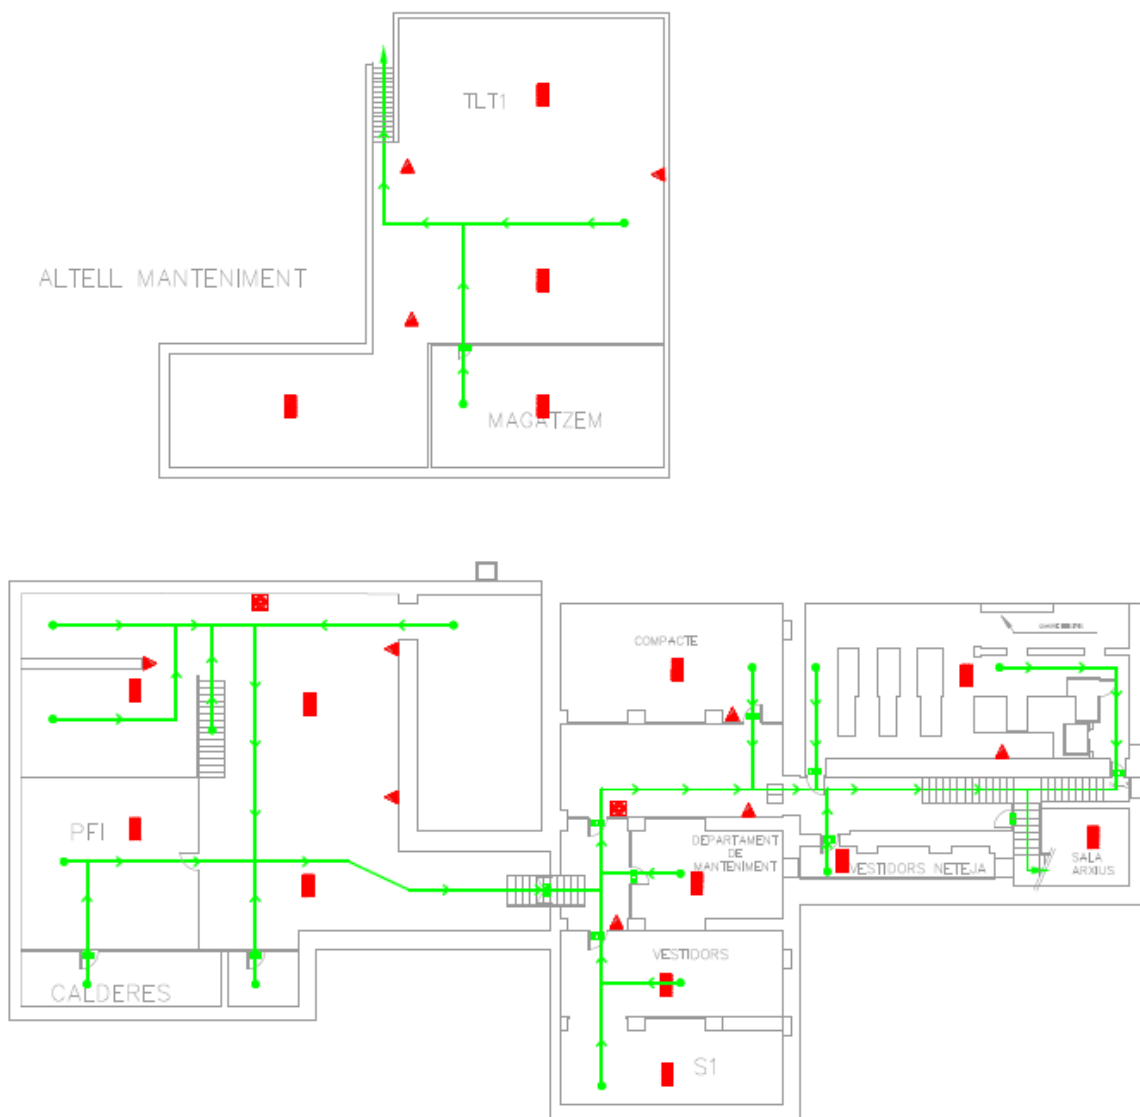 TLT1
ALTELL MANTENIMENT
MAGATZEM
COMPACTE
PFI
DEPARTAMENT
DE
MANTENIMENT
VESTIDORS NETEJA
SALA
ARXIUS
VESTIDORS
CALDERES
S1